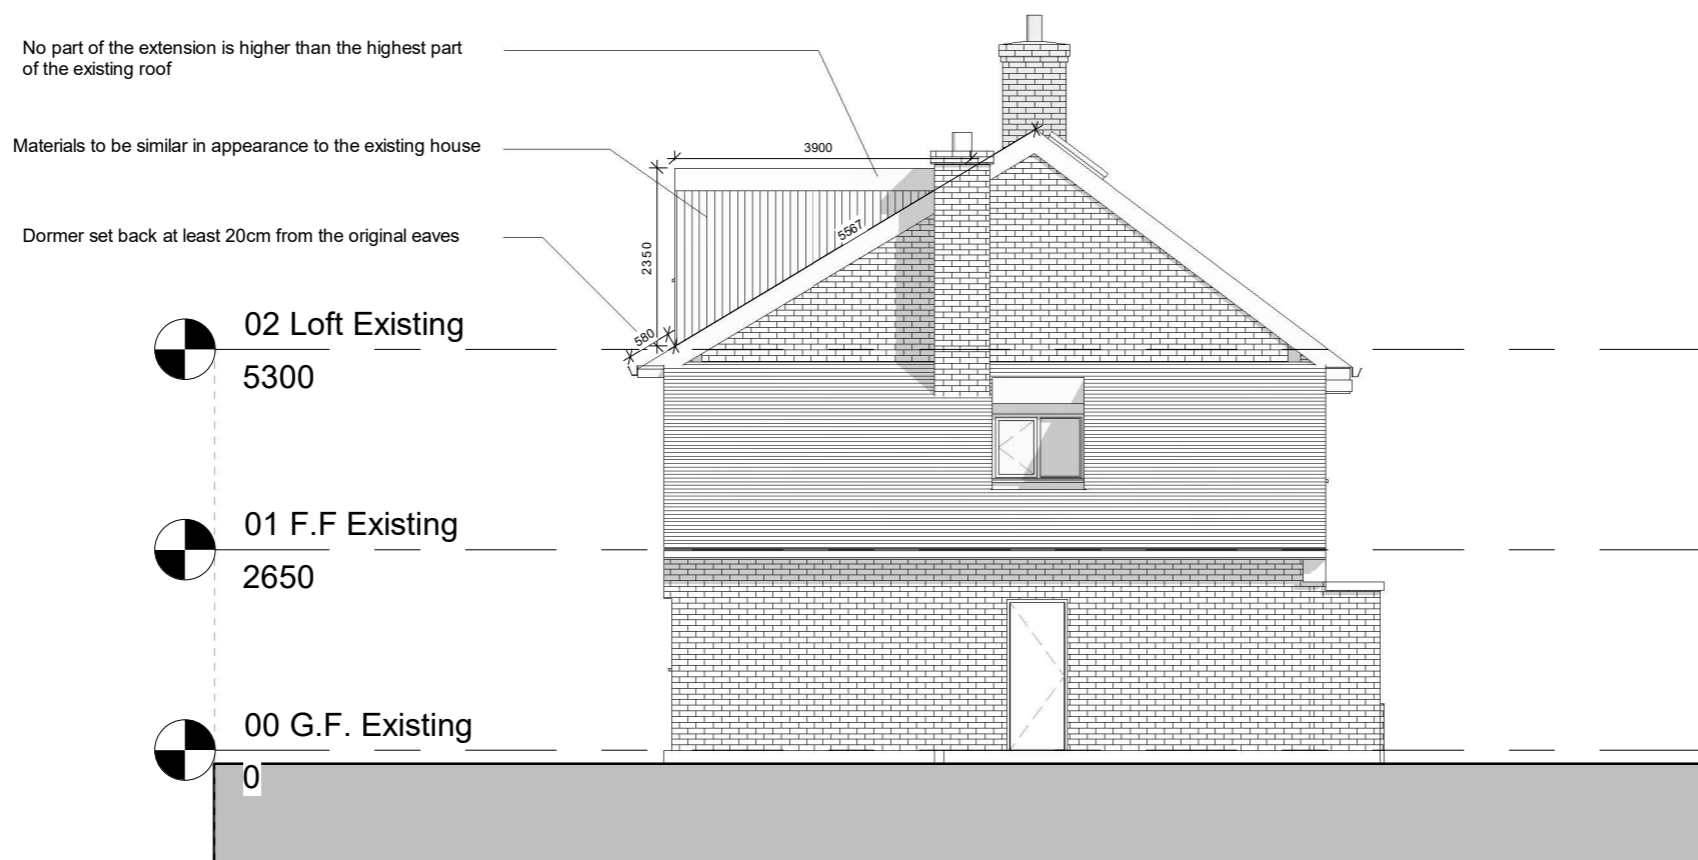 No part of the extension is higher than the highest part
of the existing roof
Materials to be similar in appearance to the existing house
3900
Dormer set back at least 20cm from the original eaves
5567
2350
580
02 Loft Existing
5300
01 F.F Existing
2650
00 G.F. Existing
0